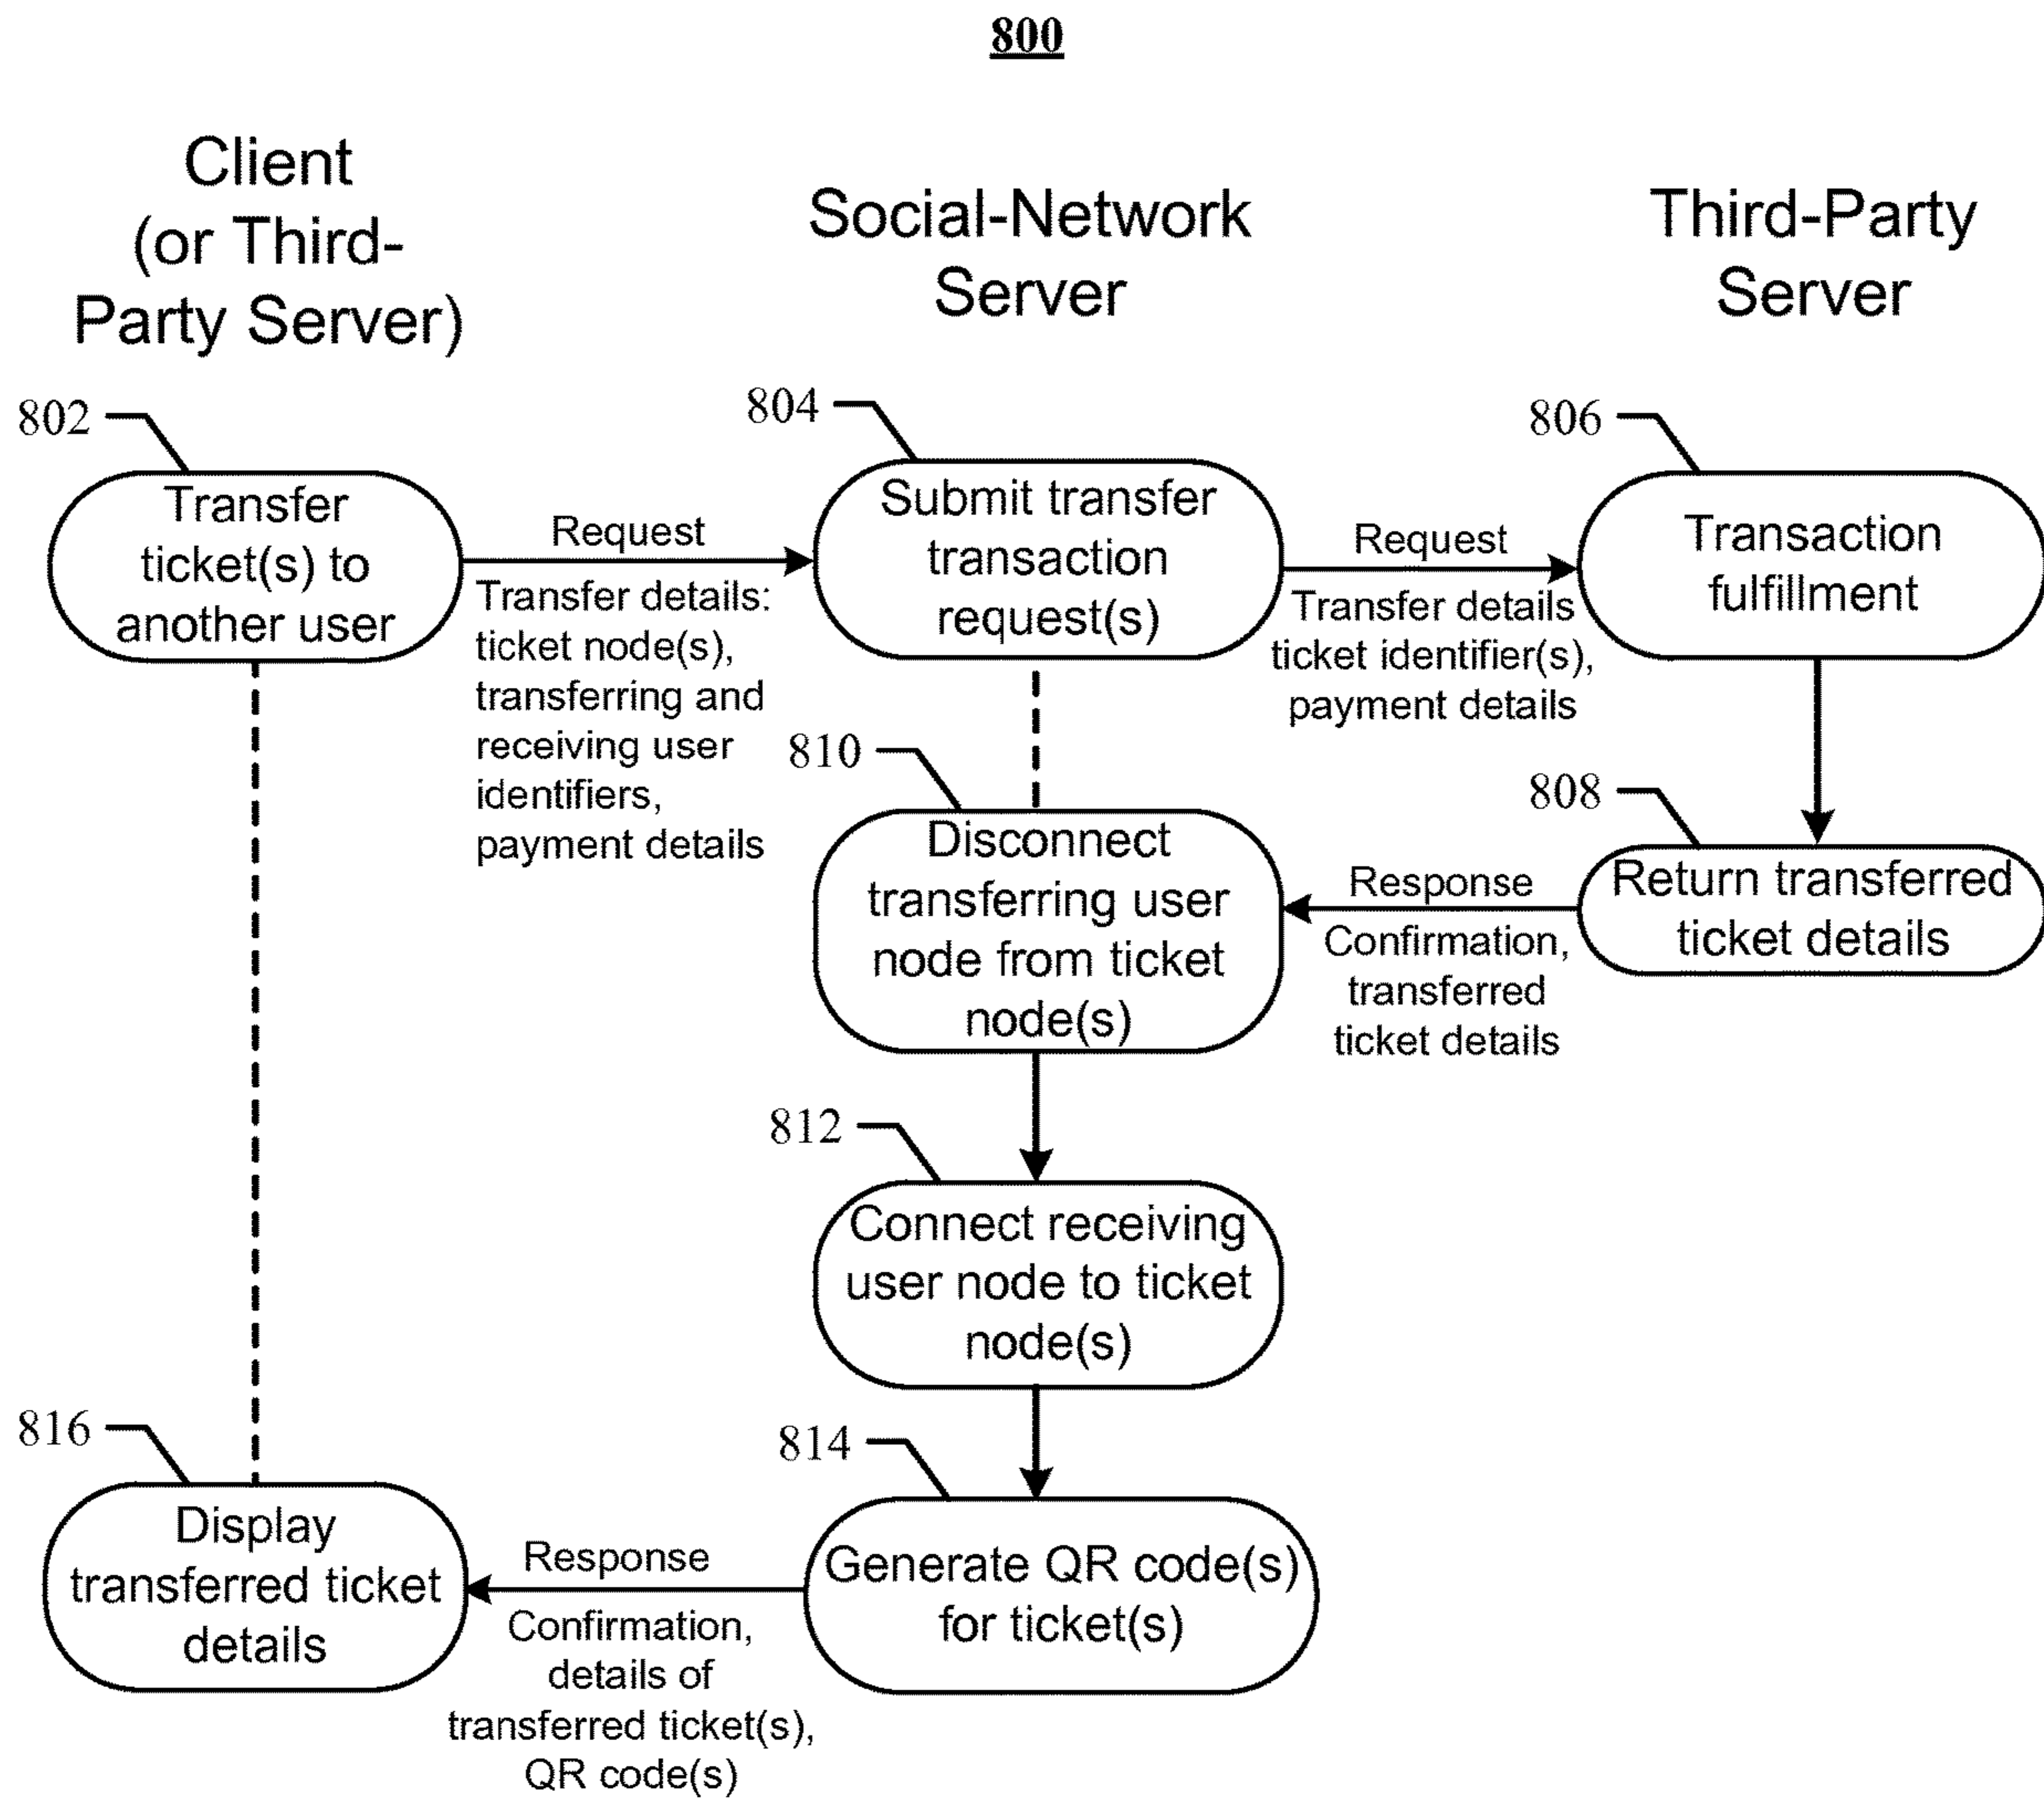 800
Client
(or Third-
Party Server)
Social-Network
Server
Third-Party
Server
802
Transfer
ticket(s) to
another user
Request
Transfer details:
ticket node(s),
transferring and
receiving user
identifiers,
payment details
804
Submit transfer
transaction
request(s)
Request
Transfer details
ticket identifier(s),
payment details
806
Transaction
fulfillment
808
Return transferred
ticket details
Response
Confirmation,
transferred
ticket details
810
Disconnect
transferring user
node from ticket
node(s)
812
Connect receiving
user node to ticket
node(s)
814
Generate QR code(s)
for ticket(s)
Response
Confirmation,
details of
transferred ticket(s),
QR code(s)
816
Display
transferred ticket
details